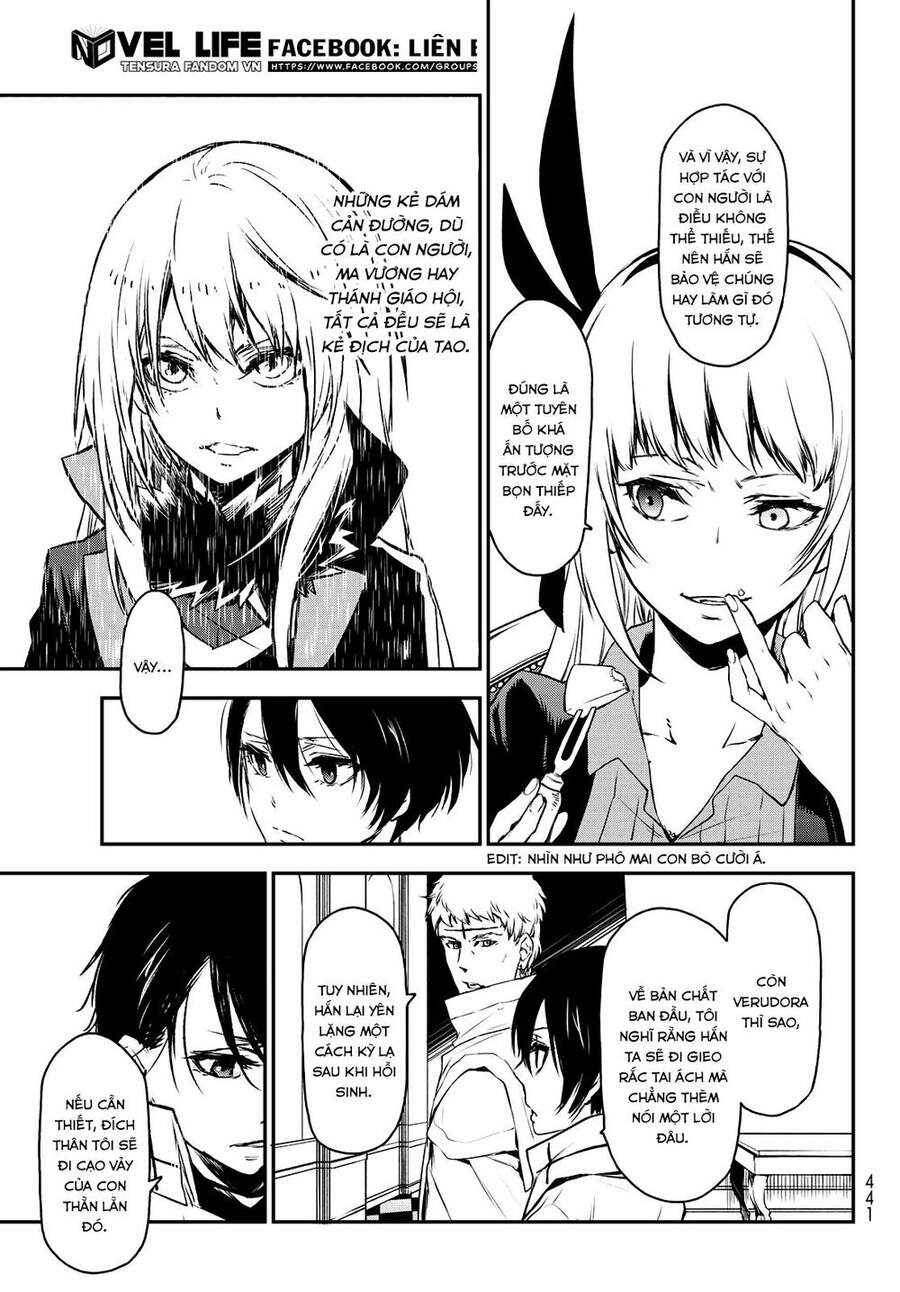 NOVEL LIFE
TENSURA FANDOM VN
FACEBOOK: LIÊN E
HTTPS://WWW.FACEBOOK.COM/GROUPS
VÀ VÌ VẬY, SỰ
HỢP TÁC VỚI
CON NGƯỜI LÀ
ĐIỀU KHÔNG
THỂ THIẾU, THẾ
NÊN HẮN SẼ
BẢO VỆ CHÚNG
HAY LÀM GÌ ĐÓ
TƯƠNG TỰ.
ĐÚNG LÀ
MỘT TUYÊN
BỐ KHÁ
ẤN TƯỢNG
TRƯỚC MẶT
BỌN THIẾP
ĐẤY.
NHỮNG KẺ DÁM
CẢN ĐƯỜNG, DÙ
CÓ LÀ CON NGƯỜI,
MA VƯƠNG HAY
THÁNH GIÁO HỘI,
TẤT CẢ ĐỀU SẼ LÀ
KẺ ĐỊCH CỦA TAO.
VẬY...
EDIT: NHÌN NHƯ PHÔ MAI CON BÒ CƯỜI Á.
CÒN
VERUDORA
THÌ SAO,
VỀ BẢN CHẤT
BAN ĐẦU, TÔI
NGHĨ RẰNG HẮN
TA SẼ ĐI GIEO
RẮC TAI ÁCH MÀ
CHẲNG THÈM
NÓI MỘT LỜI
ĐÂU.
TUY NHIÊN,
HẮN LẠI YÊN
LẶNG MỘT
CÁCH KỲ LẠ
SAU KHI HỒI
SINH.
NẾU CẦN
THIẾT, ĐÍCH
THÂN TÔI SẼ
ĐI CẠO VẢY
CỦA CON
THẰN LẰN
ĐÓ.
441